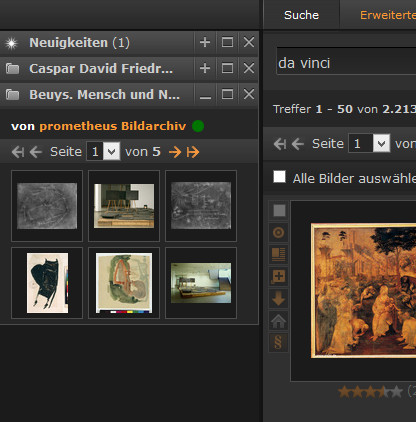 Neuigkeiten (1)
Caspar David Friedr...
Beuys. Mensch und N...
von prometheus Bildarchiv
Seite 1 von 5
Suche Erweiterte
da vinci
Treffer 1 - 50 von 2.213
Seite 1 von
Alle Bilder auswähle
§
(2